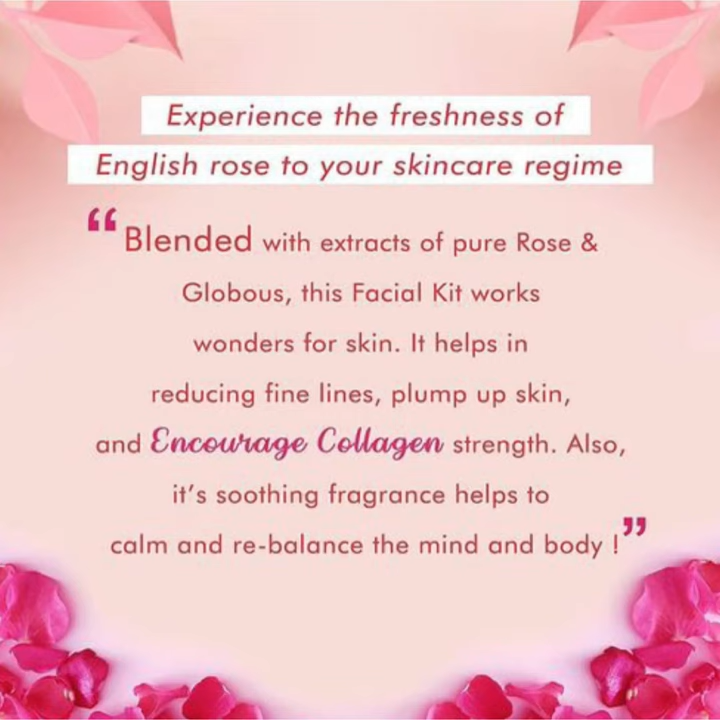 Experience the freshness of
English rose to your skincare regime
“Blended with extracts of pure Rose &
Globous, this Facial Kit works
wonders for skin. It helps in
reducing fine lines, plump up skin,
and Encourage Collagen strength. Also,
it’s soothing fragrance helps to
calm and re-balance the mind and body !”